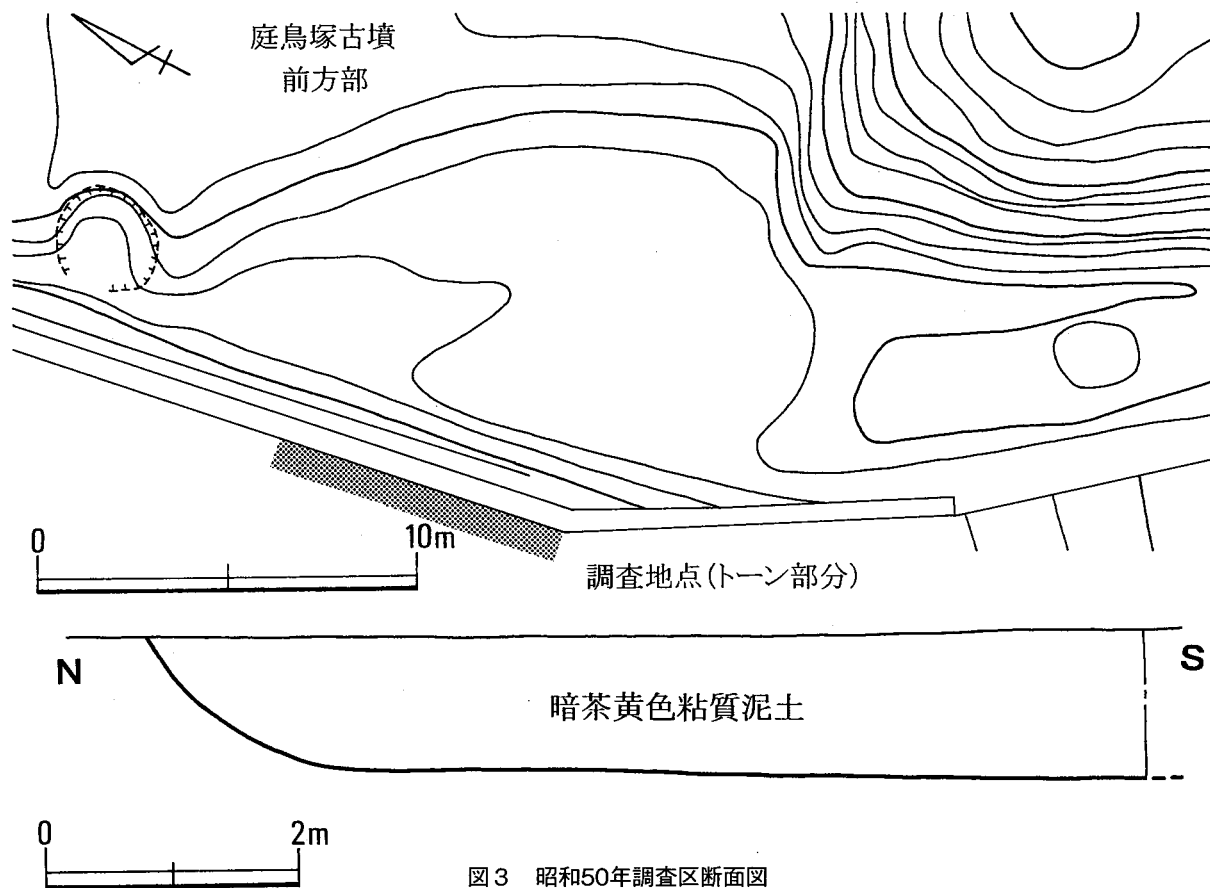 庭鳥塚古墳
前方部
0 10m
調査地点(トーン部分)
N S
暗茶黄色粘質泥土
0 2m
図3 昭和50年調査区断面図